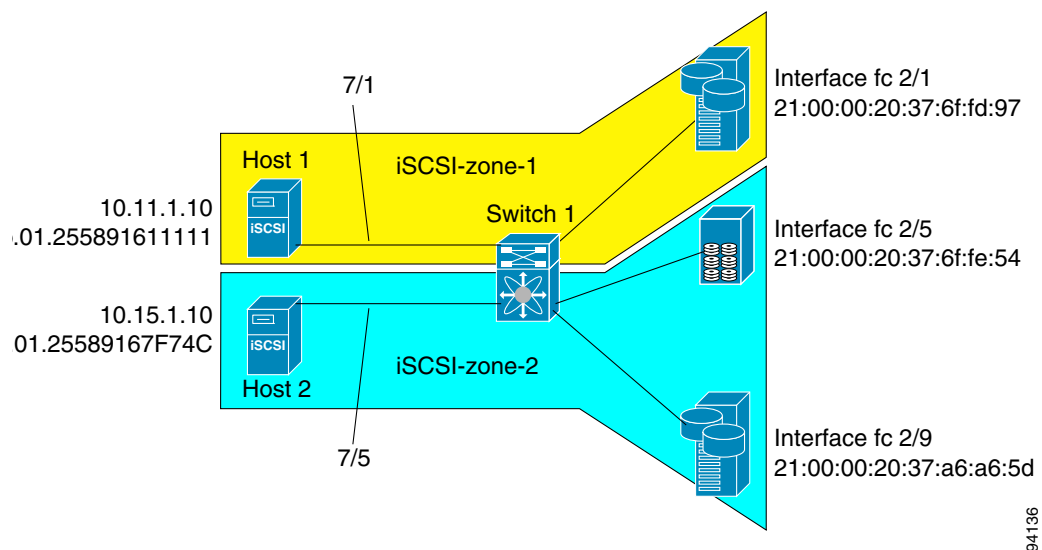 7/1
Interface fc 2/1
21:00:00:20:37:6f:fd:97
Host 1
iSCSI-zone-1
10.11.1.10
.01.255891611111
iSCSI
Switch 1
Interface fc 2/5
21:00:00:20:37:6f:fe:54
10.15.1.10
01.25589167F74C
iSCSI
iSCSI-zone-2
Host 2
7/5
Interface fc 2/9
21:00:00:20:37:a6:a6:5d
94136